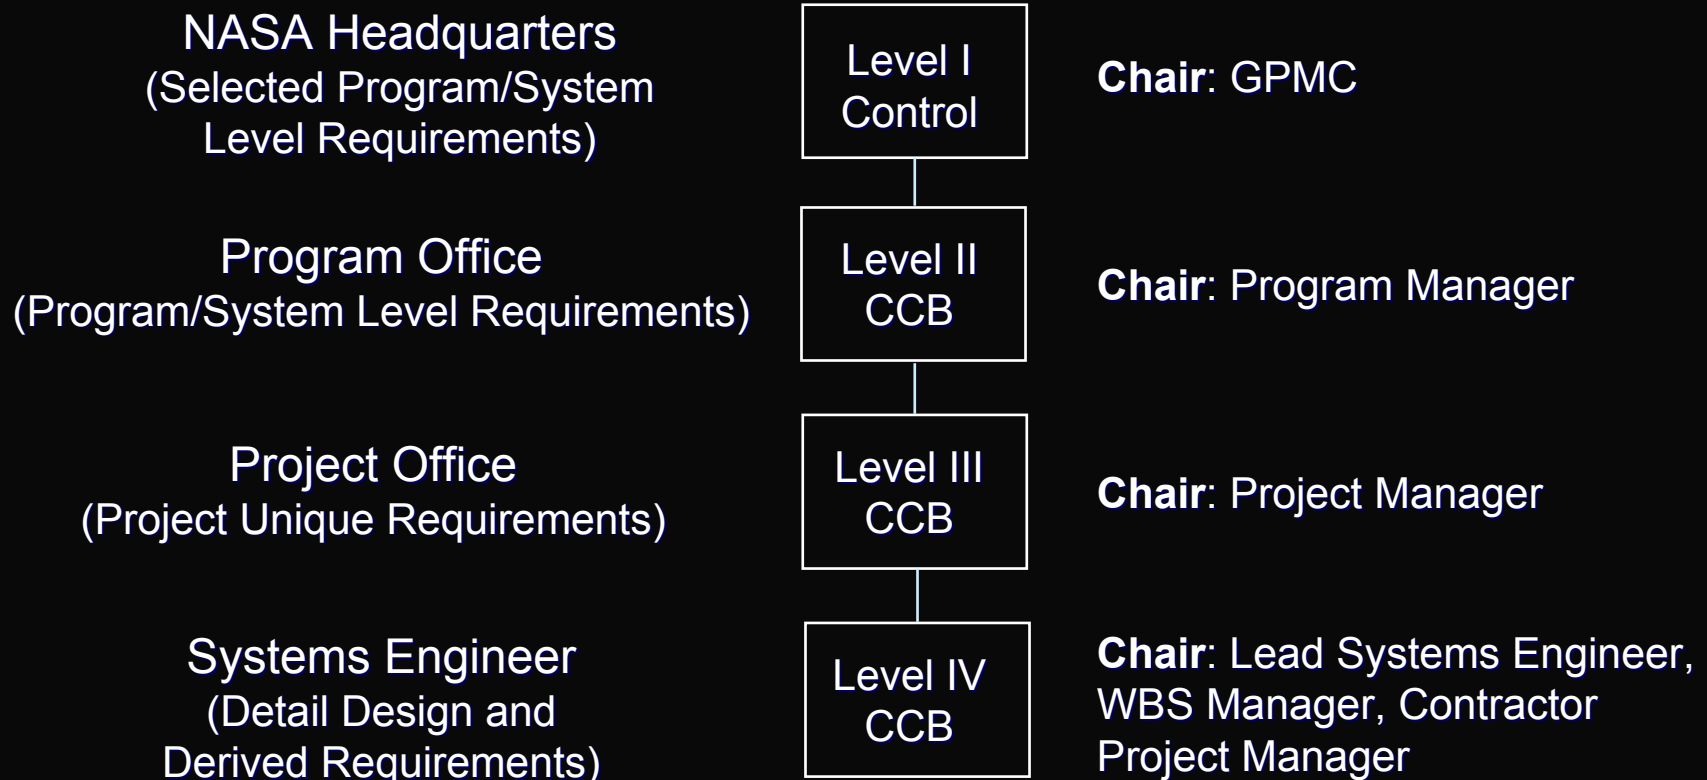 NASA Headquarters
(Selected Program/System
Level Requirements)
Level I
Control
Chair: GPMC
Program Office
(Program/System Level Requirements)
Level II
CCB
Chair: Program Manager
Project Office
(Project Unique Requirements)
Level III
CCB
Chair: Project Manager
Systems Engineer
(Detail Design and
Derived Requirements)
Level IV
CCB
Chair: Lead Systems Engineer,
WBS Manager, Contractor
Project Manager